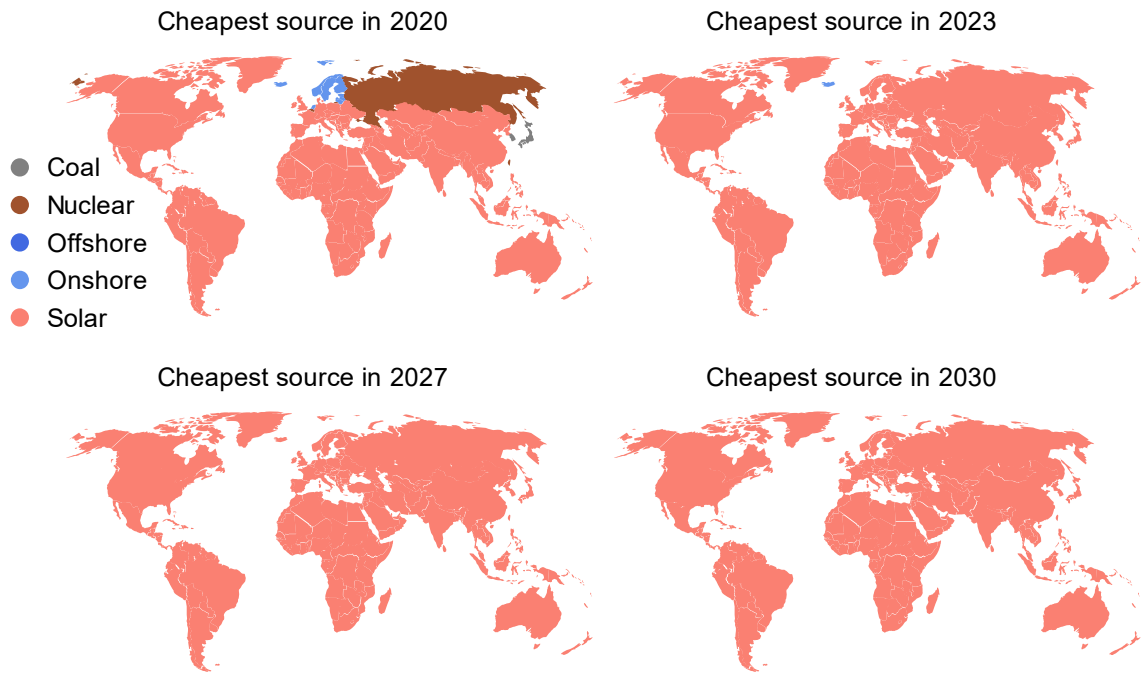 Cheapest source in 2020
Cheapest source in 2023
Coal
Nuclear
Offshore
Onshore
Solar
Cheapest source in 2027
Cheapest source in 2030